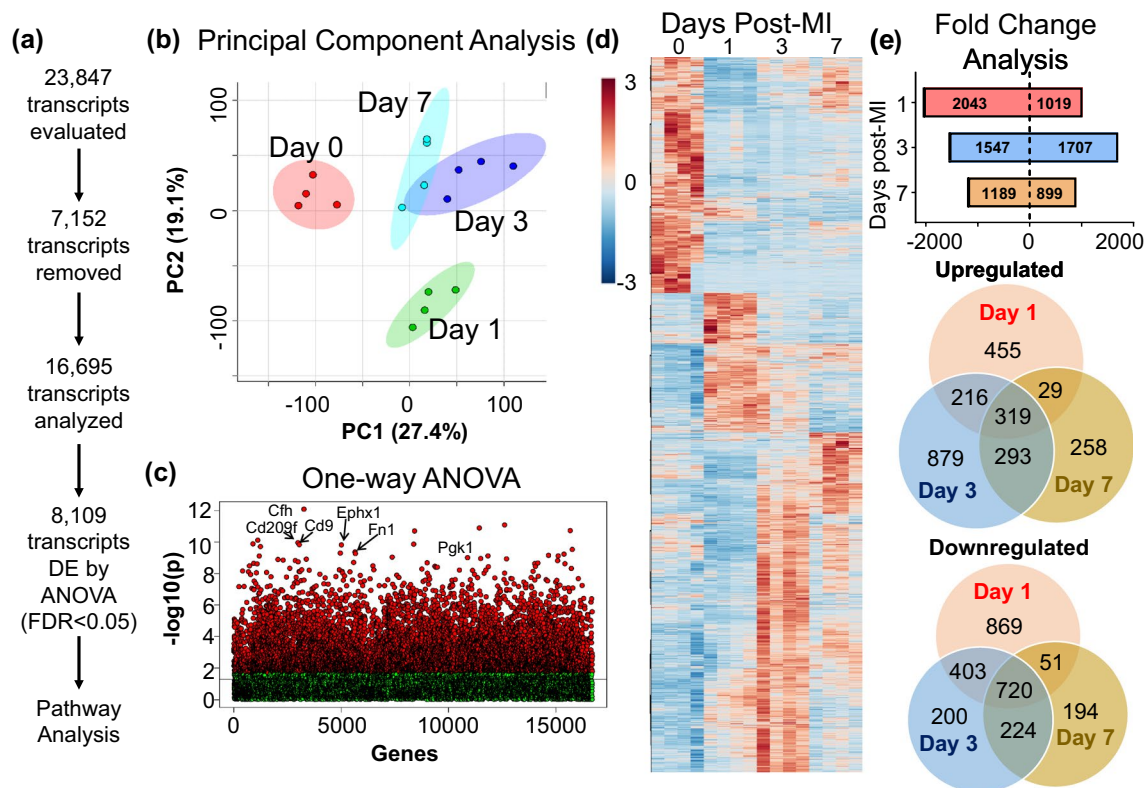 (a)
23,847
transcripts
evaluated
7,152
transcripts
removed
16,695
transcripts
analyzed
8,109
transcripts
DE by
ANOVA
(FDR<0.05)
Pathway
Analysis
(b) Principal Component Analysis
PC2 (19.1%)
100
0
-100
Day 0
Day 7
Day 3
Day 1
-100 0 100
PC1 (27.4%)
3
0
-3
(c) One-way ANOVA
-log10(p)
12
10
8
6
4
2
0
Cfh
Cd209f
Cd9
Ephx1
Fn1
Pgk1
0 5000 10000 15000
Genes
(d) Days Post-MI
0 1 3 7
(e) Fold Change
Analysis
Days post-MI
1 2043 1019
3 1547 1707
7 1189 899
-2000 0 2000
Upregulated
Day 1
455
216 29
319
879 293 258
Day 3 Day 7
Downregulated
Day 1
869
403 51
720
200 224 194
Day 3 Day 7